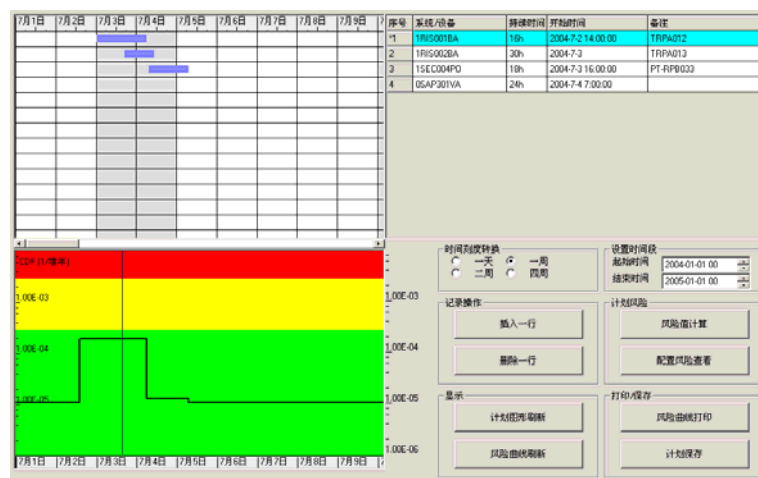 7月1日 7月2日 7月3日 7月4日 7月5日 7月6日 7月7日 7月8日 7月9日
序号 系统/设备 持续时间 开始时间 备注
*1 1RIS001BA 16h 2004-7-2 14:00:00 TRPA012
2 1RIS002BA 30h 2004-7-3 TRPA013
3 1SEC004PO 18h 2004-7-3 16:00:00 PT-RPB033
4 0SAP301VA 24h 2004-7-4 7:00:00
CDF (1/堆年)
1.00E-03 1.00E-03
1.00E-04 1.00E-04
1.00E-05 1.00E-05
1.00E-06
7月1日 7月2日 7月3日 7月4日 7月5日 7月6日 7月7日 7月8日 7月9日
时间刻度转换
一天 一周
二周 四周
设置时间段
起始时间 2004-01-01 00
结束时间 2005-01-01 00
记录操作
插入一行
删除一行
计划风险
风险值计算
配置风险查看
显示
计划图形刷新
风险曲线刷新
打印/保存
风险曲线打印
计划保存